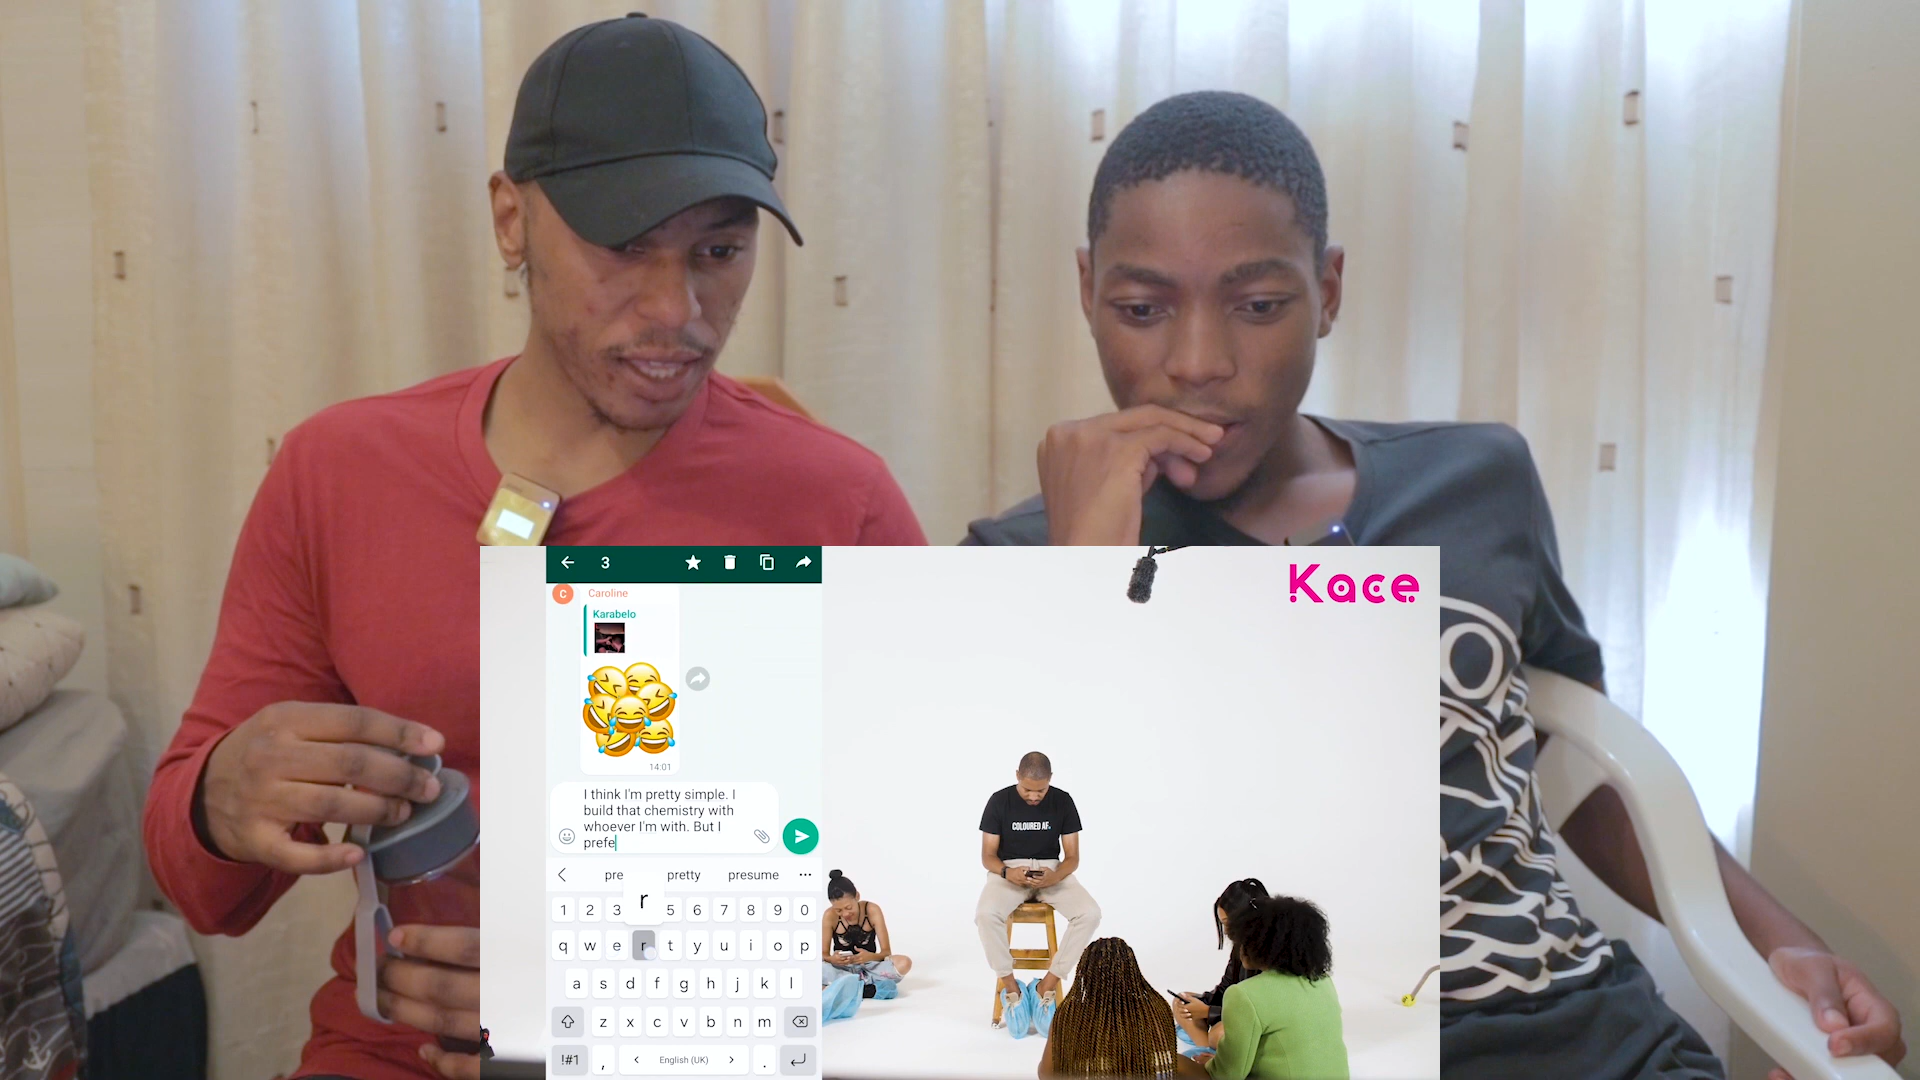 3
C
Caroline
Karabelo
14:01
I think I'm pretty simple. I
build that chemistry with
whoever I'm with. But I
prefe
pre
pretty
presume
r
1 2 3 5 6 7 8 9 0
q w e r t y u i o p
a s d f g h j k l
z x c v b n m
!#1 , < English (UK) > .
Kace
COLOURED AF.